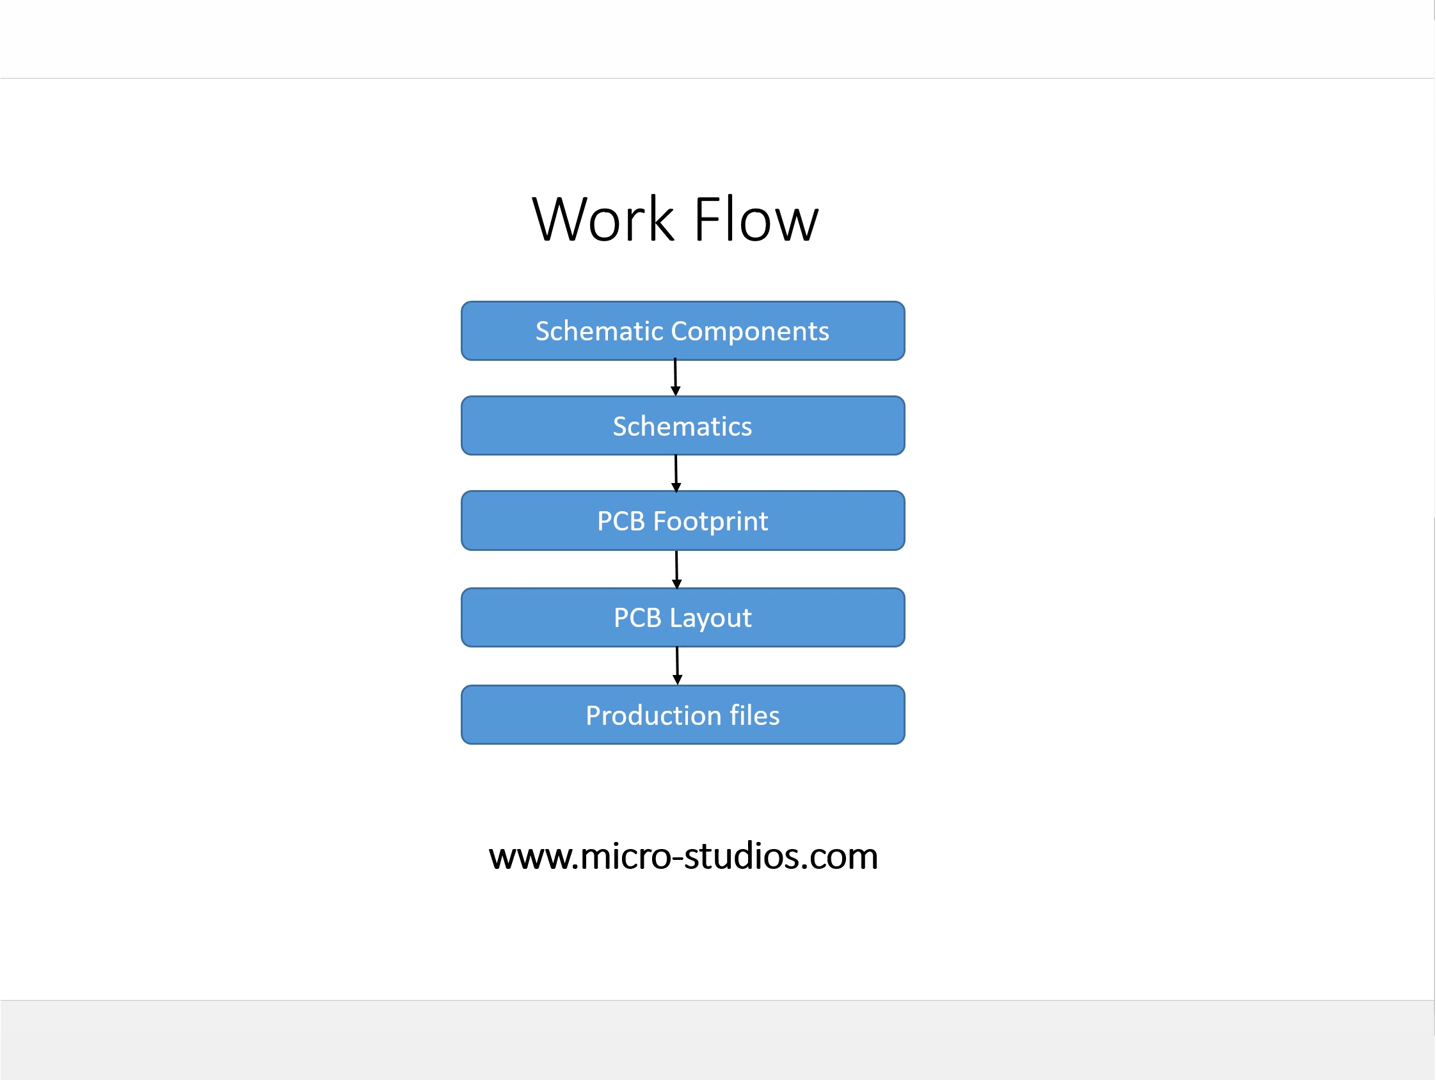 Work Flow
Schematic Components
Schematics
PCB Footprint
PCB Layout
Production files
www.micro-studios.com